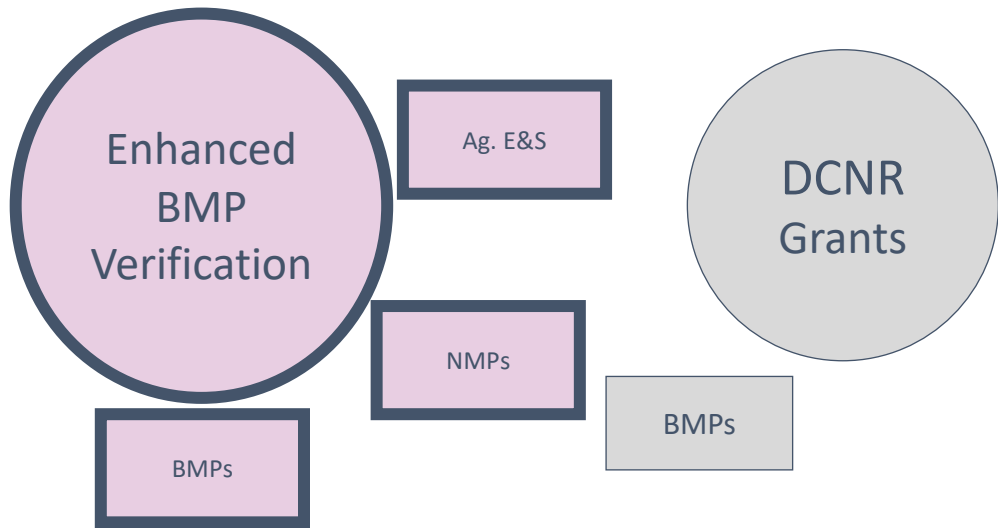 Enhanced
BMP
Verification
Ag. E&S
DCNR
Grants
NMPs
BMPs
BMPs